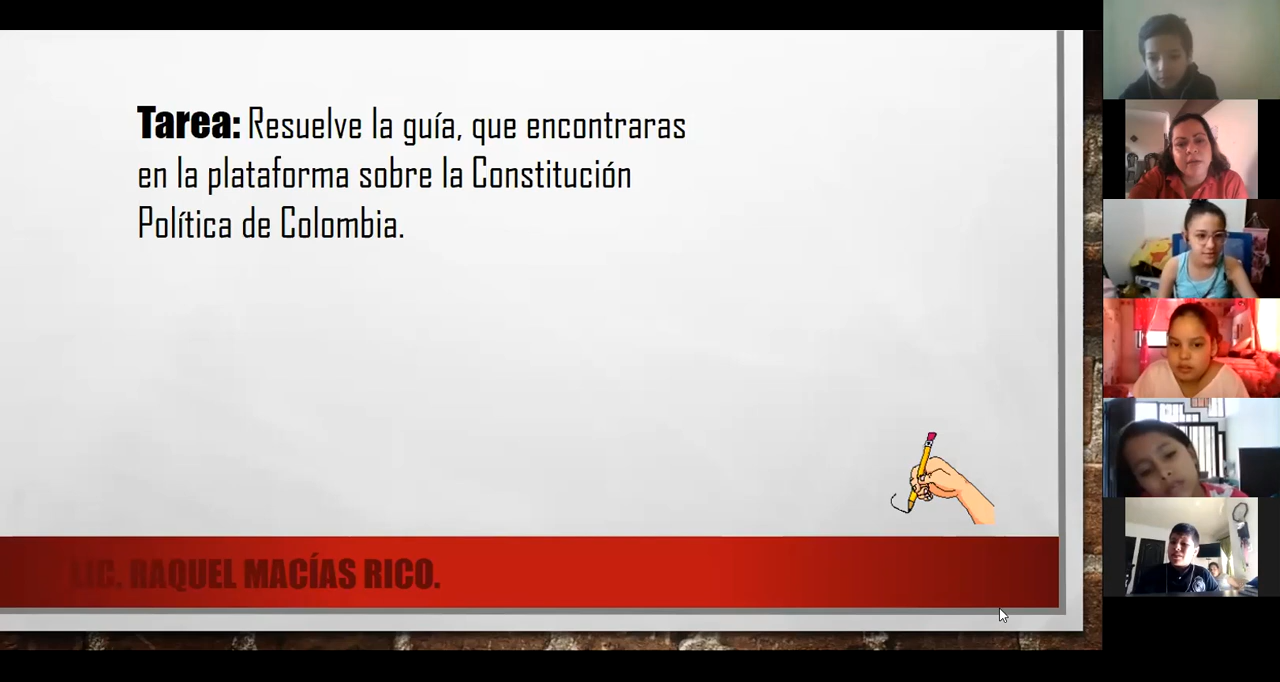 Tarea: Resuelve la guía, que encontraras
en la plataforma sobre la Constitución
Política de Colombia.
LIC. RAQUEL MACÍAS RICO.